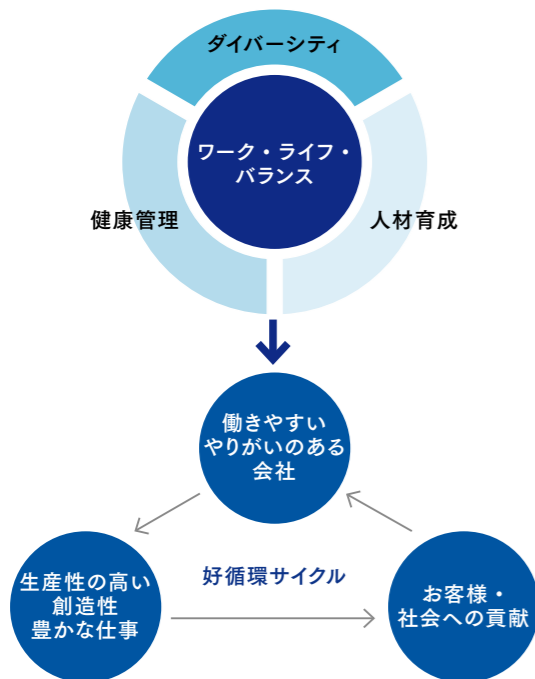 ダイバーシティ
ワーク・ライフ・
バランス
健康管理
人材育成
働きやすい
やりがいのある
会社
好循環サイクル
生産性の高い
創造性
豊かな仕事
お客様・
社会への貢献